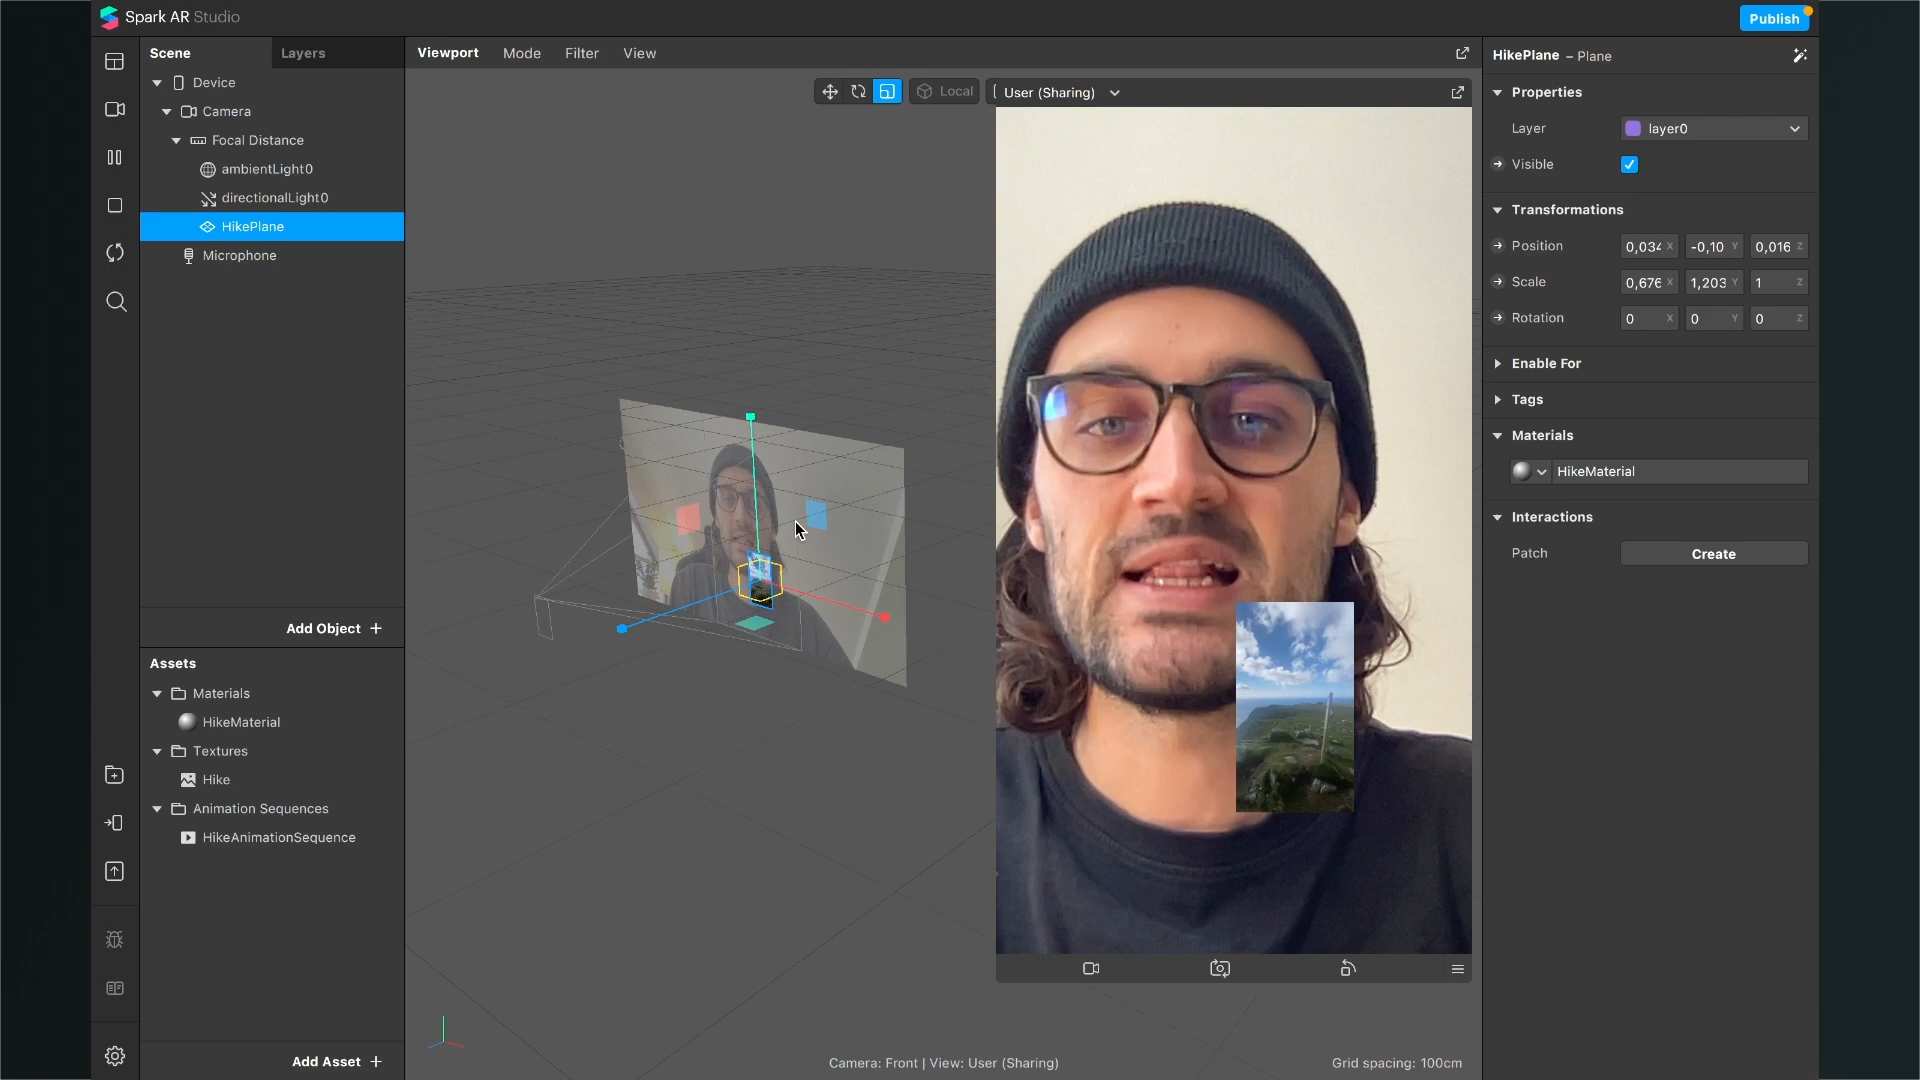 Spark AR Studio
Publish
Scene
Layers
Device
Camera
Focal Distance
ambientLight0
directionalLight0
HikePlane
Microphone
Add Object +
Assets
Materials
HikeMaterial
Textures
Hike
Animation Sequences
HikeAnimationSequence
Add Asset +
Viewport Mode Filter View
Local
User (Sharing)
Camera: Front | View: User (Sharing)
Grid spacing: 100cm
HikePlane – Plane
Properties
Layer layer0
Visible
Transformations
Position 0,034 X -0,10 Y 0,016 Z
Scale 0,676 X 1,203 Y 1 Z
Rotation 0 X 0 Y 0 Z
Enable For
Tags
Materials
HikeMaterial
Interactions
Patch Create